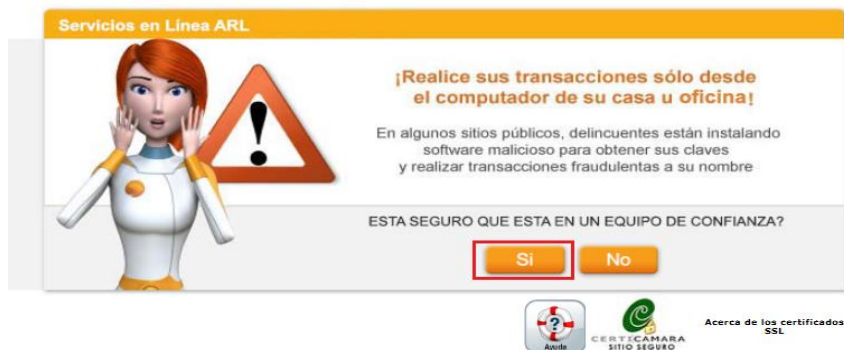 Servicios en Línea ARL
¡Realice sus transacciones sólo desde
el computador de su casa u oficina!
En algunos sitios públicos, delincuentes están instalando
software malicioso para obtener sus claves
y realizar transacciones fraudulentas a su nombre
ESTA SEGURO QUE ESTA EN UN EQUIPO DE CONFIANZA?
Si No
?
Ayuda
CERTICAMARA
SITIO SEGURO
Acerca de los certificados
SSL